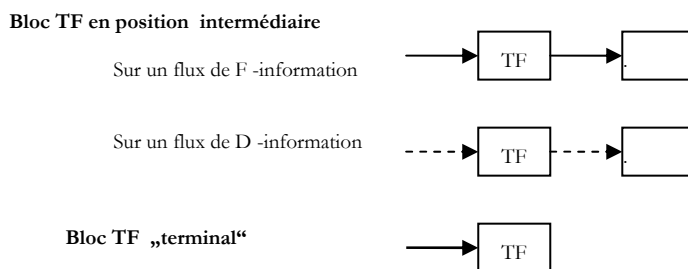 Bloc TF en position intermédiaire
Sur un flux de F -information
TF
.
Sur un flux de D -information
TF
.
Bloc TF „terminal“
TF